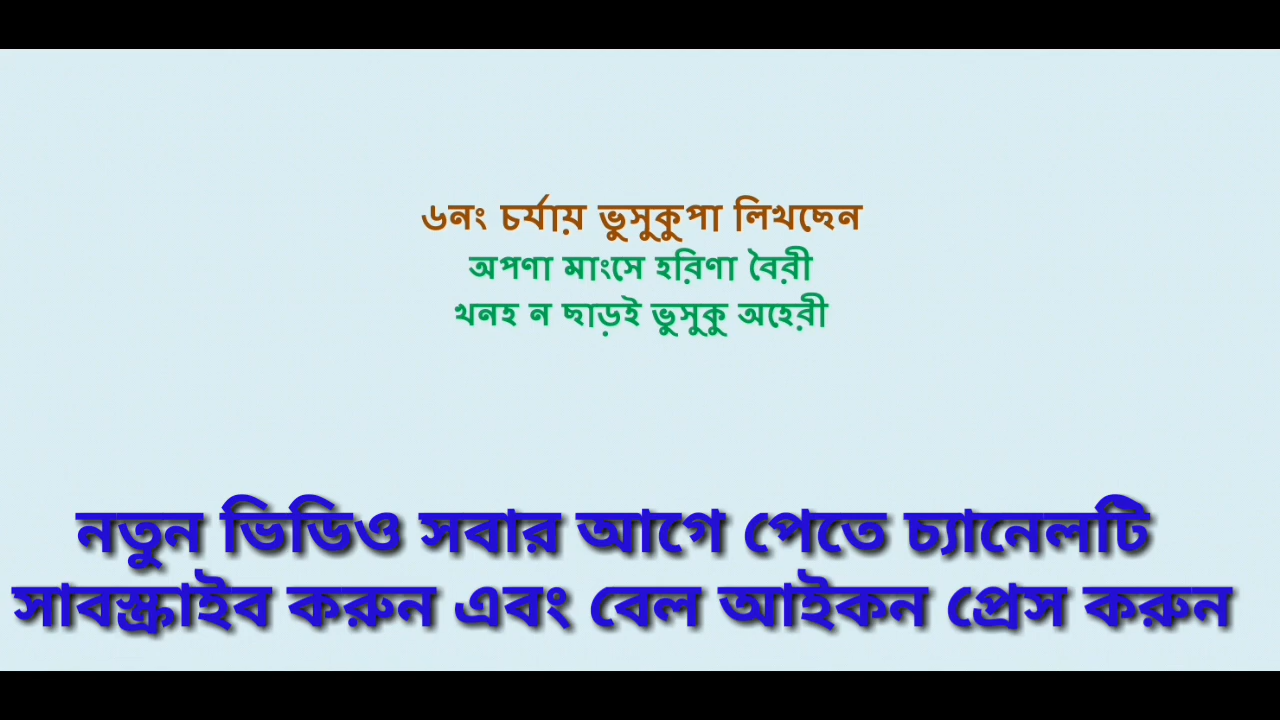 ৬নং চর্যায় ভুসুকুপা লিখছেন
অপণা মাংসে হরিণা বৈরী
খনহ ন ছাড়ই ভুসুকু অহেরী
নতুন ভিডিও সবার আগে পেতে চ্যানেলটি
সাবস্ক্রাইব করুন এবং বেল আইকন প্রেস করুন